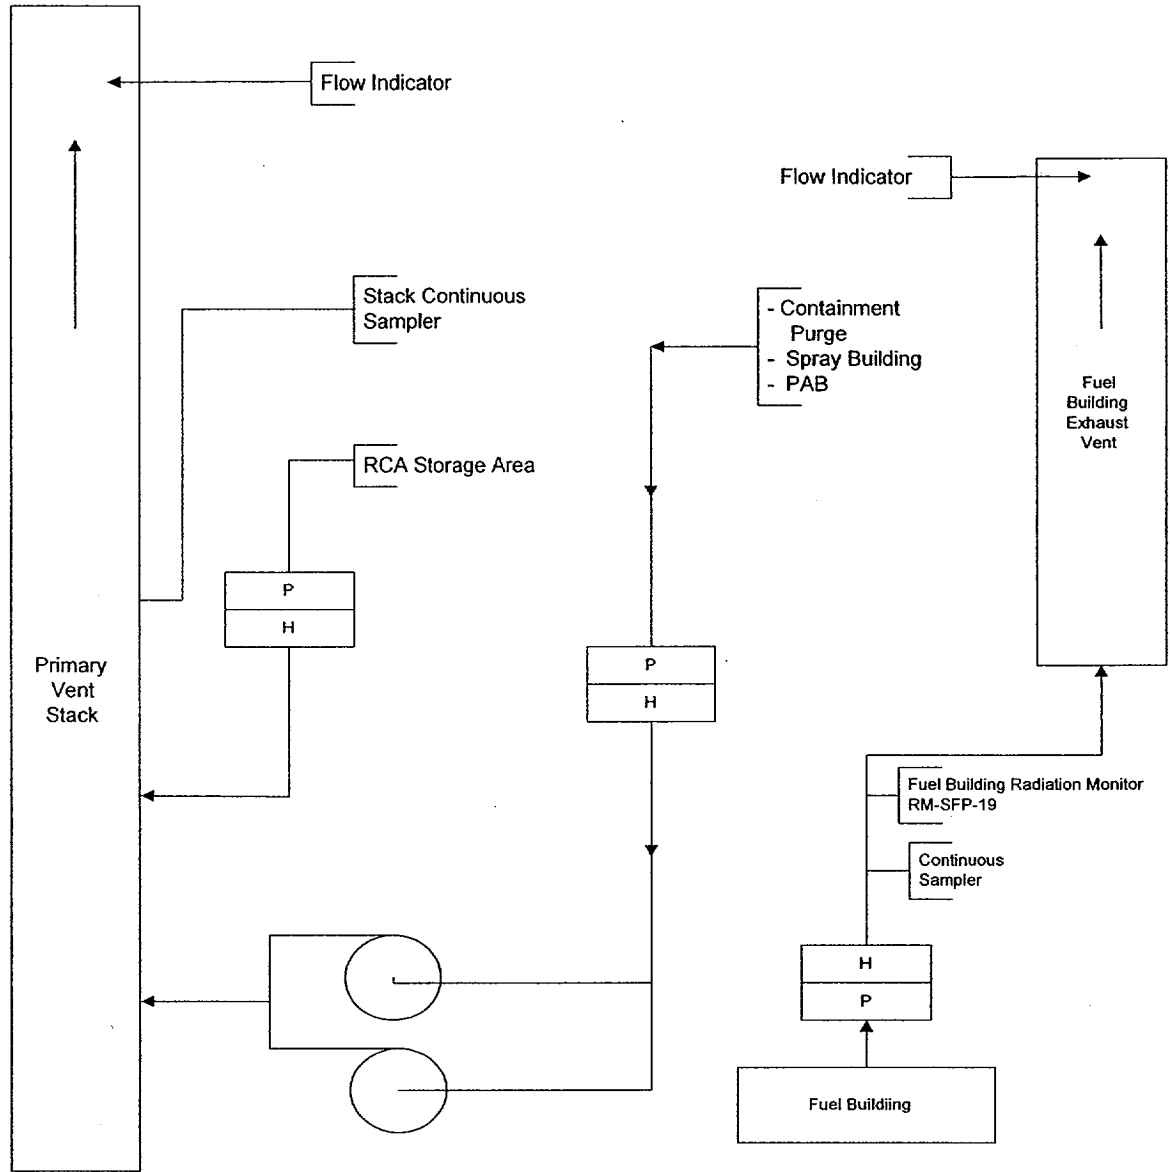 Flow Indicator
Flow Indicator
Stack Continuous
Sampler
- Containment
Purge
- Spray Building
- PAB
Fuel
Building
Exhaust
Vent
RCA Storage Area
P
H
Primary
Vent
Stack
P
H
Fuel Building Radiation Monitor
RM-SFP-19
Continuous
Sampler
H
P
Fuel Buildiing